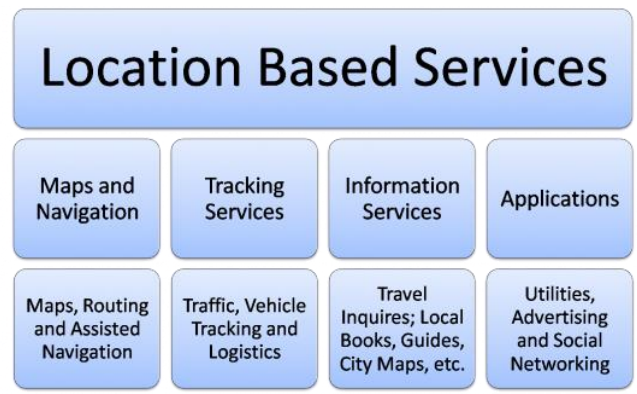 Location Based Services
Maps and
Navigation
Tracking
Services
Information
Services
Applications
Maps, Routing
and Assisted
Navigation
Traffic, Vehicle
Tracking and
Logistics
Travel
Inquires; Local
Books, Guides,
City Maps, etc.
Utilities,
Advertising
and Social
Networking